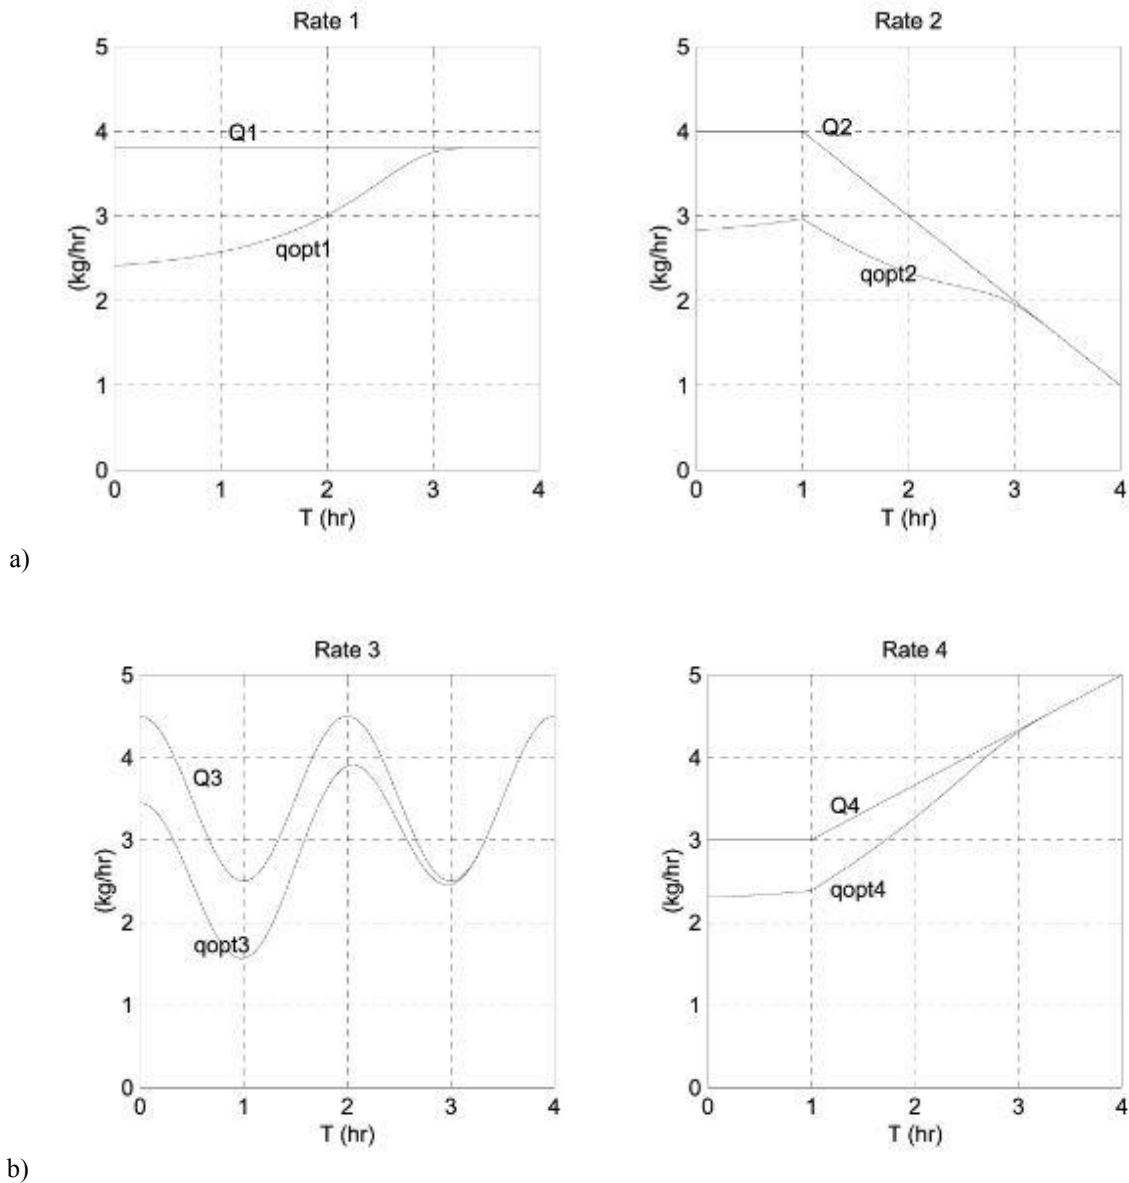 Rate 1
5
4
3
2
1
0
(kg/hr)
Q1
qopt1
0 1 2 3 4
T (hr)
Rate 2
5
4
3
2
1
0
(kg/hr)
Q2
qopt2
0 1 2 3 4
T (hr)
a)
Rate 3
5
4
3
2
1
0
(kg/hr)
Q3
qopt3
0 1 2 3 4
T (hr)
Rate 4
5
4
3
2
1
0
(kg/hr)
Q4
qopt4
0 1 2 3 4
T (hr)
b)